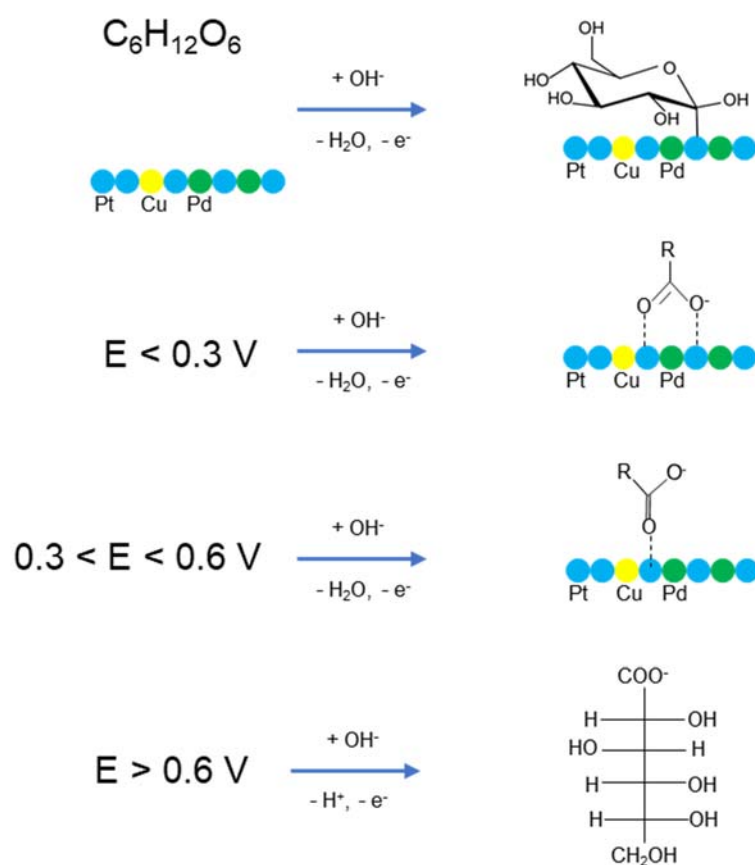 C₆H₁₂O₆
+ OH⁻
- H₂O, - e⁻
Pt Cu Pd
OH
HO
O
HO
OH
OH
Pt Cu Pd
E < 0.3 V
+ OH⁻
- H₂O, - e⁻
R
O O⁻
Pt Cu Pd
0.3 < E < 0.6 V
+ OH⁻
- H₂O, - e⁻
R O⁻
O
Pt Cu Pd
E > 0.6 V
+ OH⁻
- H⁺, - e⁻
COO⁻
H OH
HO H
H OH
H OH
CH₂OH